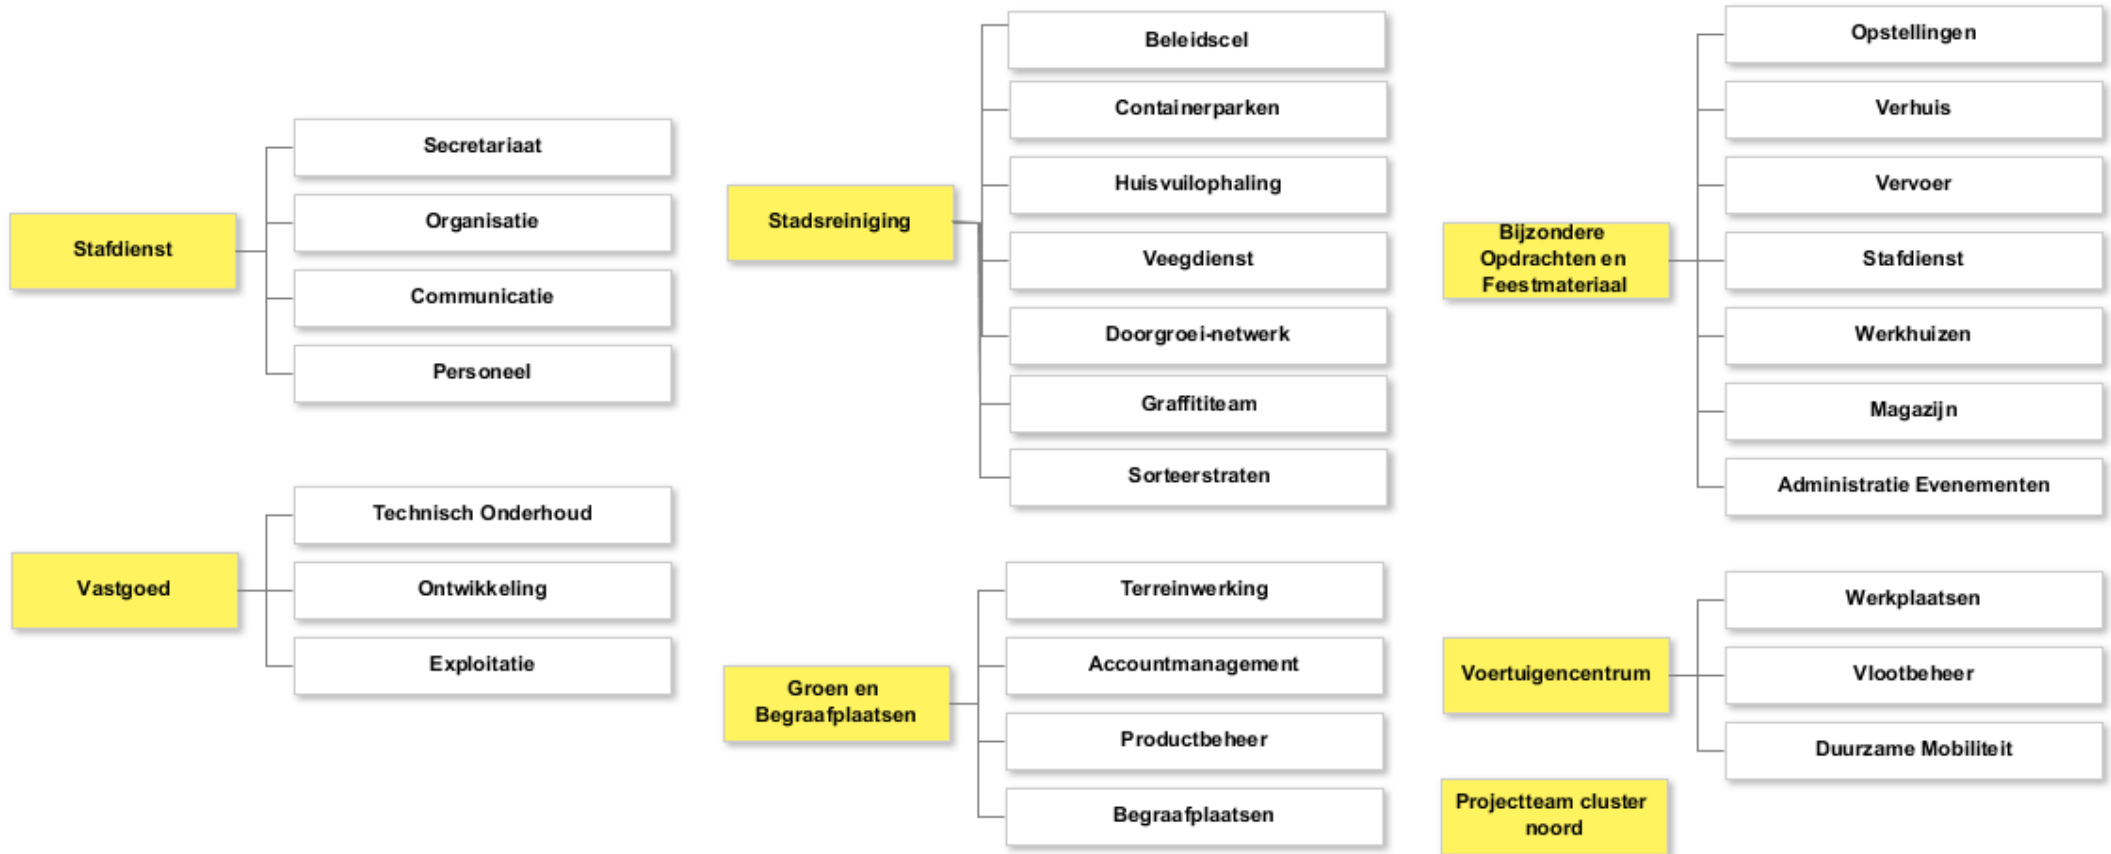 Stafdienst
Secretariaat
Organisatie
Communicatie
Personeel
Vastgoed
Technisch Onderhoud
Ontwikkeling
Exploitatie
Stadsreiniging
Beleidscel
Containerparken
Huisvuilophaling
Veegdienst
Doorgroei-netwerk
Graffititeam
Sorteerstraten
Groen en
Begraafplaatsen
Terreinwerking
Accountmanagement
Productbeheer
Begraafplaatsen
Bijzondere
Opdrachten en
Feestmateriaal
Opstellingen
Verhuis
Vervoer
Stafdienst
Werkhuizen
Magazijn
Administratie Evenementen
Voertuigencentrum
Werkplaatsen
Vlootbeheer
Duurzame Mobiliteit
Projectteam cluster
noord